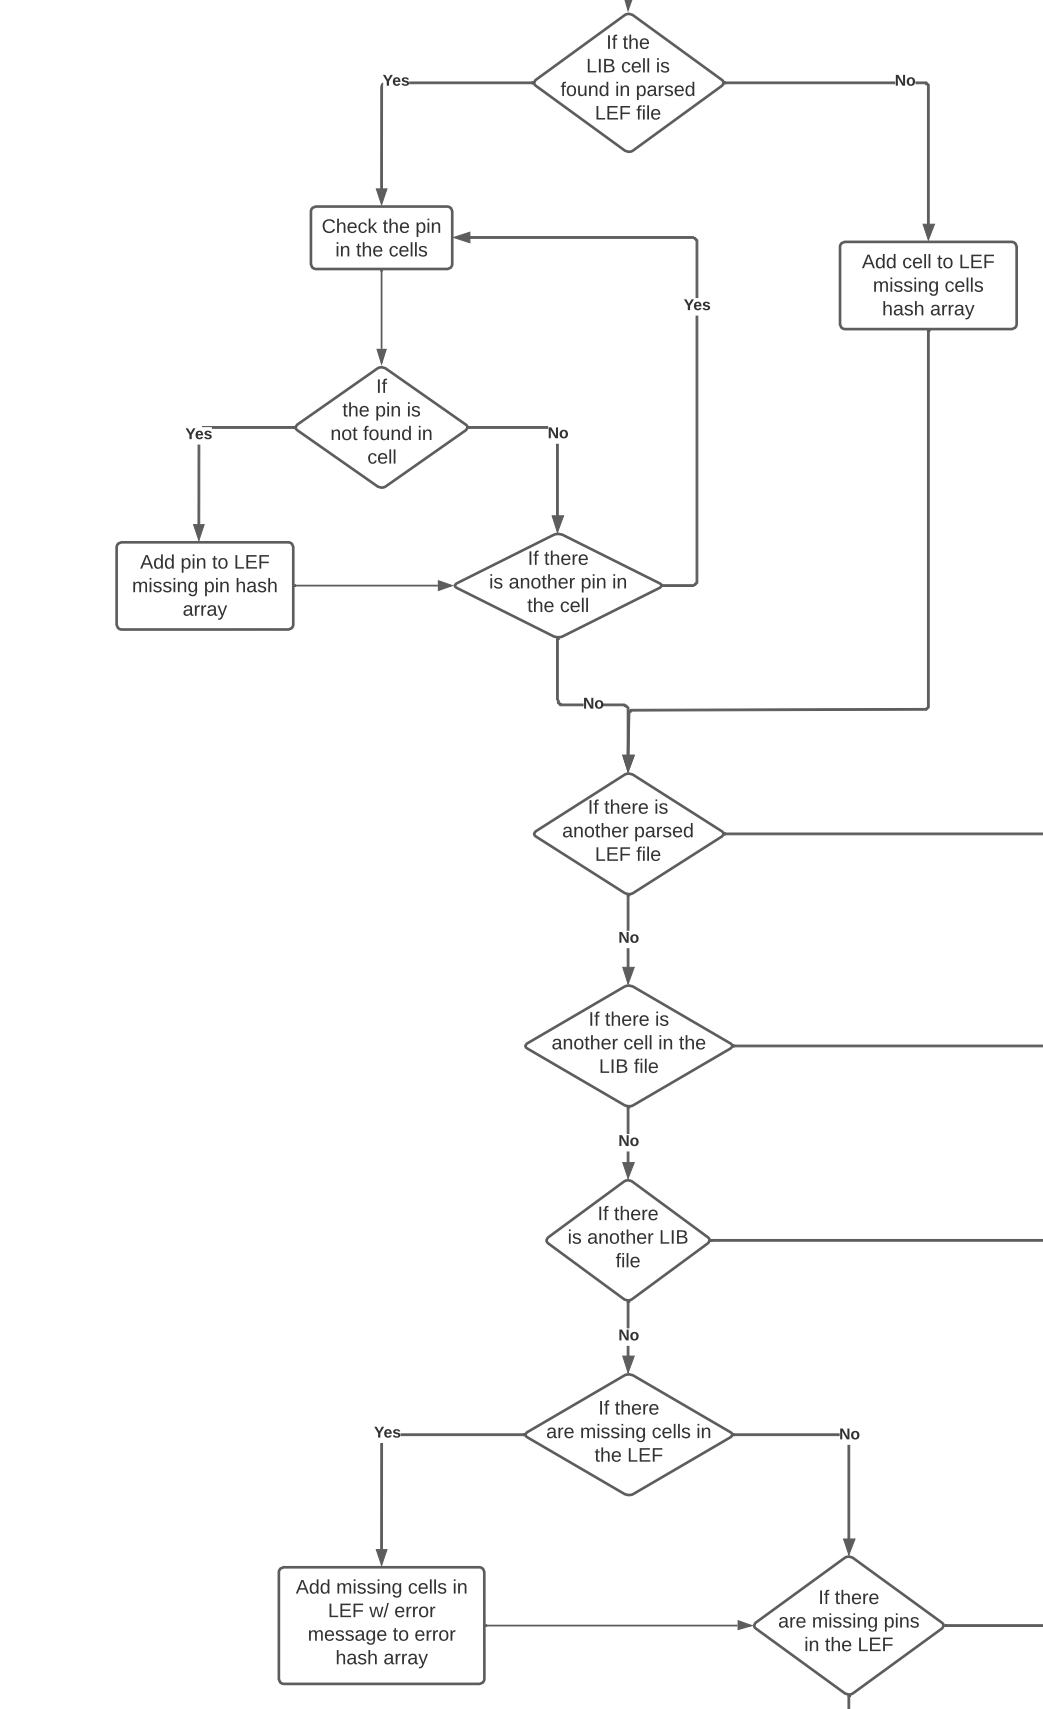 If the
LIB cell is
found in parsed
LEF file
Yes
No
Check the pin
in the cells
Add cell to LEF
missing cells
hash array
Yes
If
the pin is
not found in
cell
Yes
No
Add pin to LEF
missing pin hash
array
If there
is another pin in
the cell
No
If there is
another parsed
LEF file
No
If there is
another cell in the
LIB file
No
If there
is another LIB
file
No
If there
are missing cells in
the LEF
Yes
No
Add missing cells in
LEF w/ error
message to error
hash array
If there
are missing pins
in the LEF